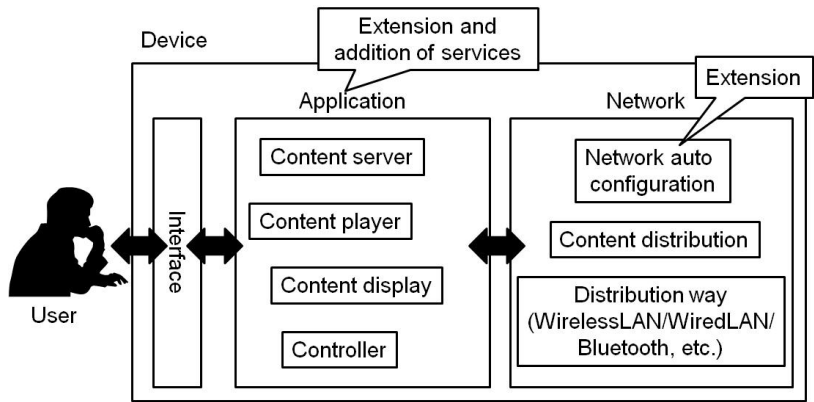 Device
Extension and
addition of services
Extension
Application
Network
Interface
Content server
Content player
Content display
Controller
Network auto
configuration
Content distribution
Distribution way
(WirelessLAN/WiredLAN/
Bluetooth, etc.)
User